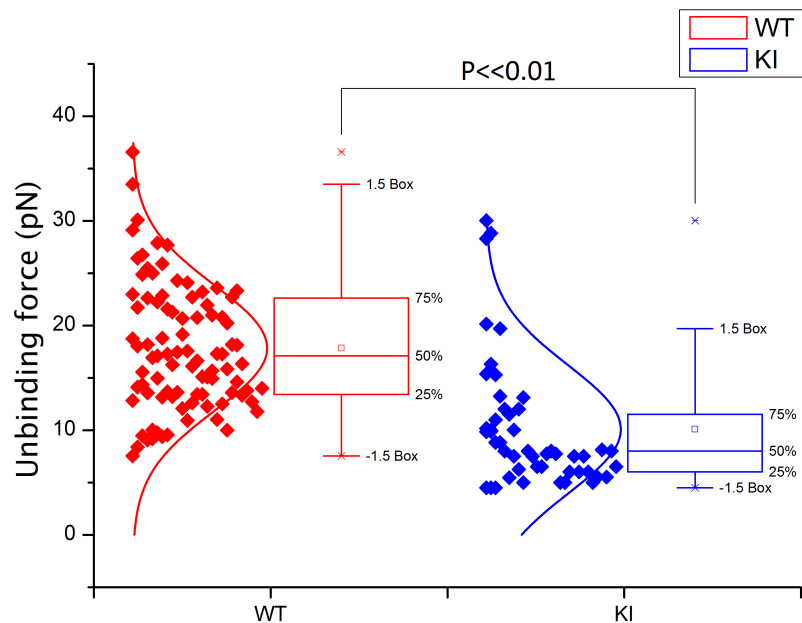 WT
KI
P<<0.01
Unbinding force (pN)
40
30
20
10
0
1.5 Box
75%
50%
25%
-1.5 Box
1.5 Box
75%
50%
25%
-1.5 Box
WT
KI